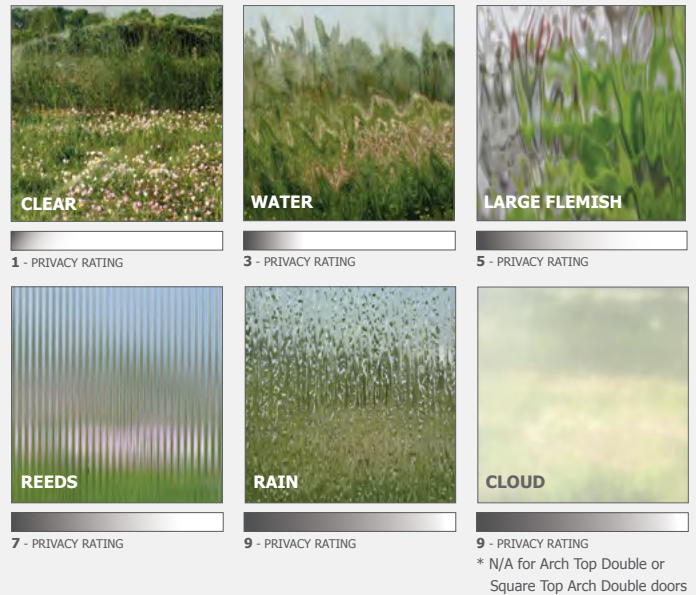 CLEAR
WATER
LARGE FLEMISH
1 - PRIVACY RATING
3 - PRIVACY RATING
5 - PRIVACY RATING
REEDS
RAIN
CLOUD
7 - PRIVACY RATING
9 - PRIVACY RATING
9 - PRIVACY RATING
* N/A for Arch Top Double or
Square Top Arch Double doors